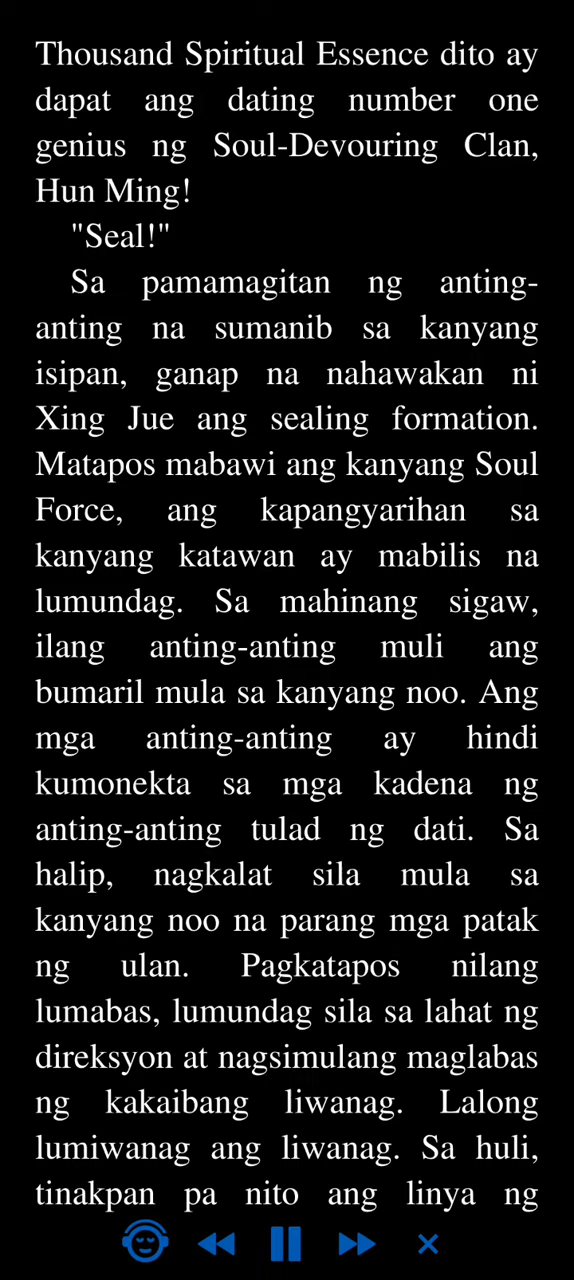 Thousand Spiritual Essence dito ay
dapat ang dating number one
genius ng Soul-Devouring Clan,
Hun Ming!
"Seal!"
Sa pamamagitan ng anting-
anting na sumanib sa kanyang
isipan, ganap na nahawakan ni
Xing Jue ang sealing formation.
Matapos mabawi ang kanyang Soul
Force, ang kapangyarihan sa
kanyang katawan ay mabilis na
lumundag. Sa mahinang sigaw,
ilang anting-anting muli ang
bumaril mula sa kanyang noo. Ang
mga anting-anting ay hindi
kumonekta sa mga kadena ng
anting-anting tulad ng dati. Sa
halip, nagkalat sila mula sa
kanyang noo na parang mga patak
ng ulan. Pagkatapos nilang
lumabas, lumundag sila sa lahat ng
direksyon at nagsimulang maglabas
ng kakaibang liwanag. Lalong
lumiwanag ang liwanag. Sa huli,
tinakpan pa nito ang linya ng